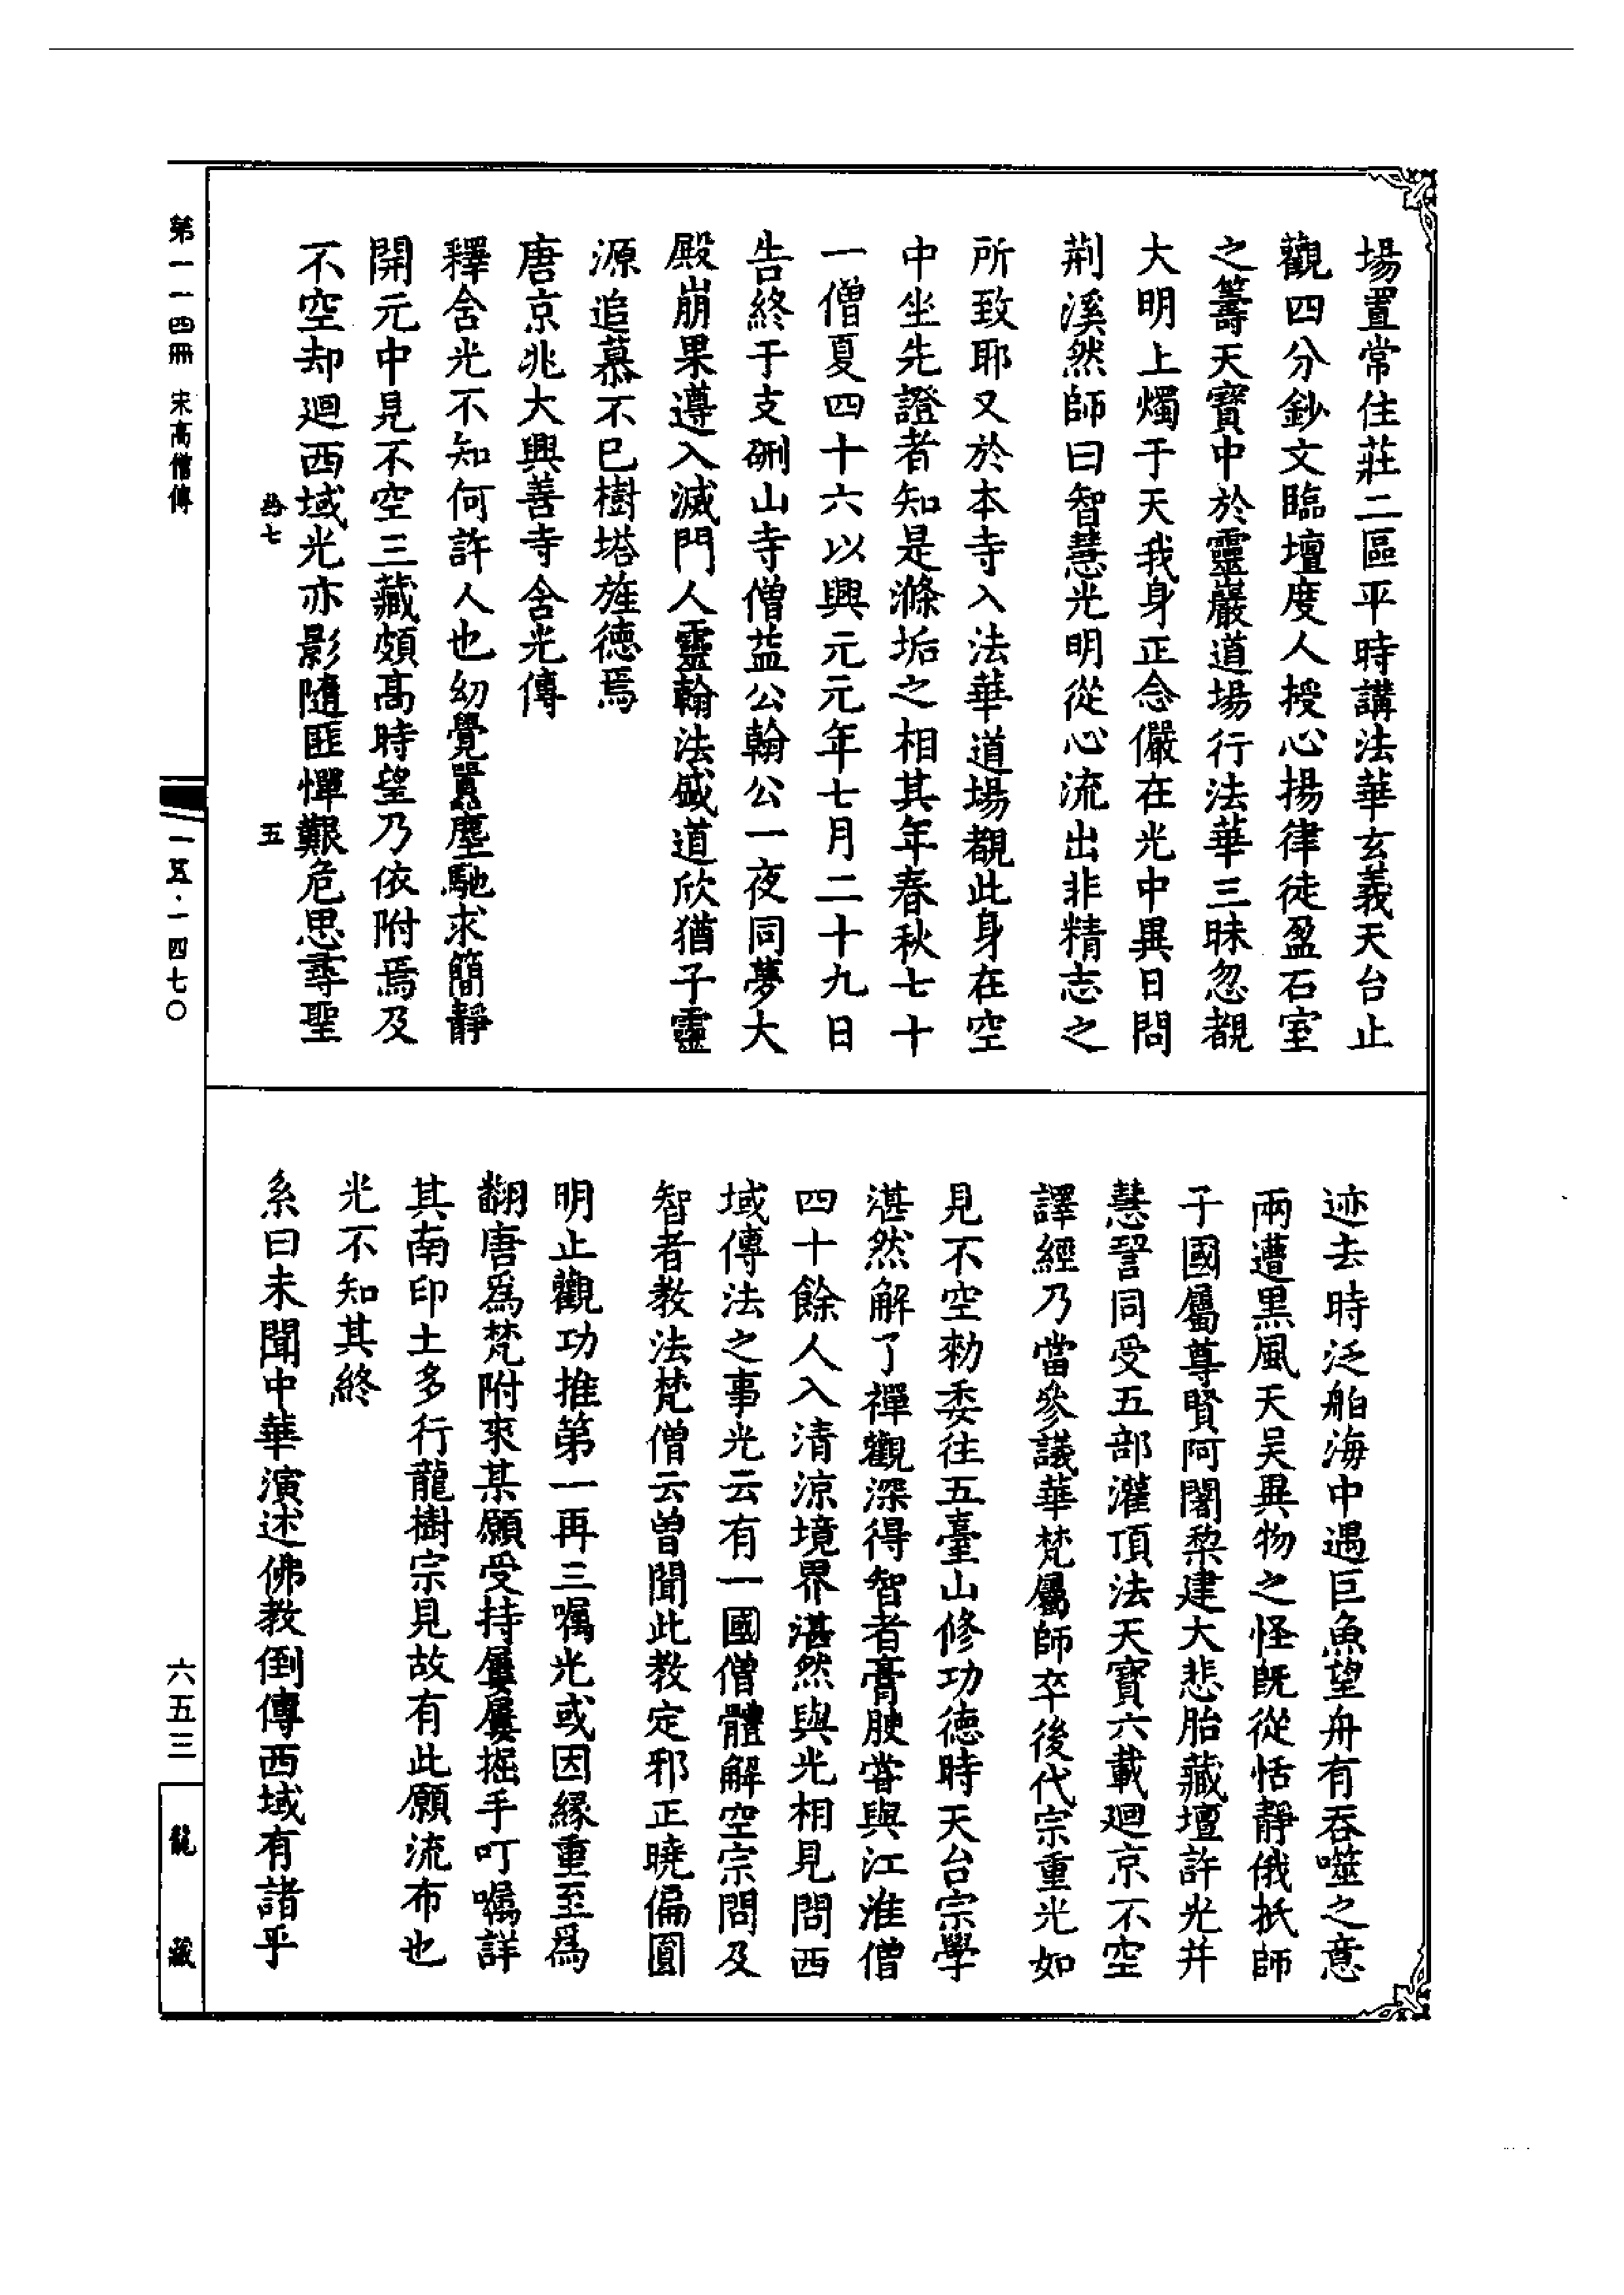 場置常住莊二區平時講法華玄義天台止
觀四分鈔文臨壇度人授心揚律徒盈石室
之籌天寶中於靈巖道場行法華三昧忽覩
大明上燭于天我身正念儼在光中異日問
荆溪然師曰智慧光明從心流出非精志之
所致耶又於本寺入法華道場覩此身在空
中坐先證者知是滌垢之相其年春秋七十
一僧夏四十六以興元元年七月二十九日
告終于支硎山寺僧益公翰公一夜同夢大
殿崩果遵入滅門人靈翰法盛道欣猶子靈
源追慕不已樹塔旌德焉
唐京兆大興善寺含光傳
釋含光不知何許人也幼覺囂塵馳求簡靜
開元中見不空三藏頗高時望乃依附焉及
不空却迴西域光亦影隨匪憚艱危思尋聖
五
迹去時泛舶海中遇巨魚望舟有吞噬之意
兩遭黑風天吴異物之怪既從恬靜俄扺師
子國屬尊賢阿闍棃建大悲胎藏壇許光并
慧䛒同受五部灌頂法天寶六載迴京不空
譯經乃當參議華梵屬師卒後代宗重光如
見不空勑委往五臺山修功德時天台宗學
湛然解了禪觀深得智者膏腴嘗與江淮僧
四十餘人入清涼境界湛然與光相見問西
域傳法之事光云有一國僧體解空宗問及
智者教法梵僧云曾聞此教定邪正曉偏圓
明止觀功推第一再三囑光或因緣重至爲
翻唐爲梵附來某願受持屢屢握手叮囑詳
其南印土多行龍樹宗見故有此願流布也
光不知其終
系曰未聞中華演述佛教倒傳西域有諸乎
第一一四冊 宋高僧傳
一五五·一四七〇
六五三
龍藏